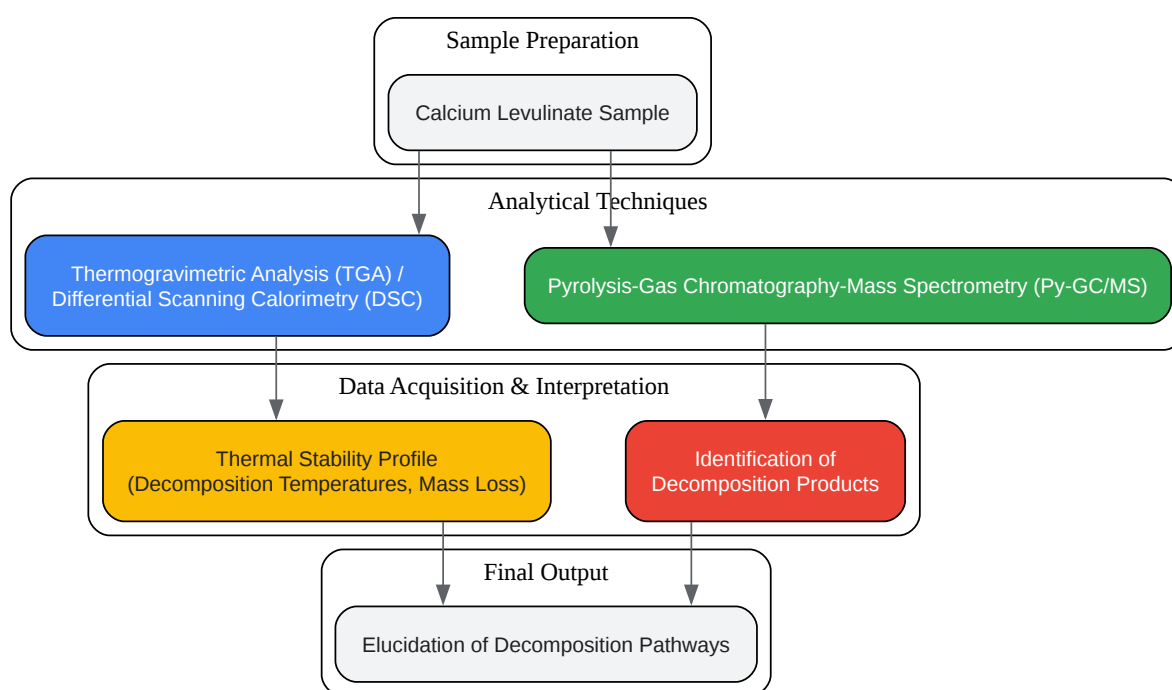 Sample Preparation
Calcium Levulinate Sample
Analytical Techniques
Thermogravimetric Analysis (TGA) /
Differential Scanning Calorimetry (DSC)
Pyrolysis-Gas Chromatography-Mass Spectrometry (Py-GC/MS)
Data Acquisition & Interpretation
Thermal Stability Profile
(Decomposition Temperatures, Mass Loss)
Identification of
Decomposition Products
Final Output
Elucidation of Decomposition Pathways